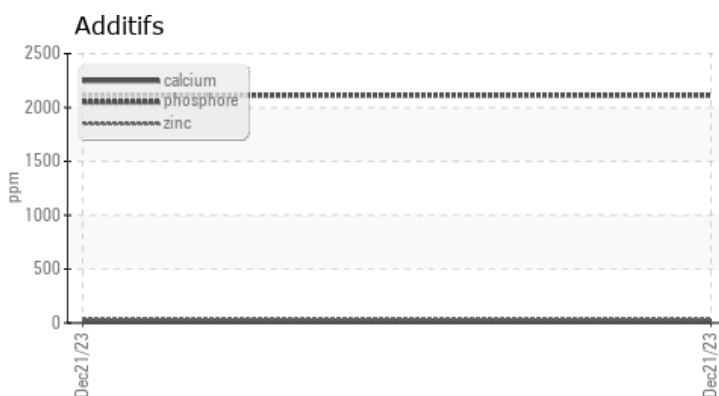 Additifs
2500
2000
1500
1000
500
0
ppm
calcium
phosphore
zinc
Dec21/23
Dec21/23